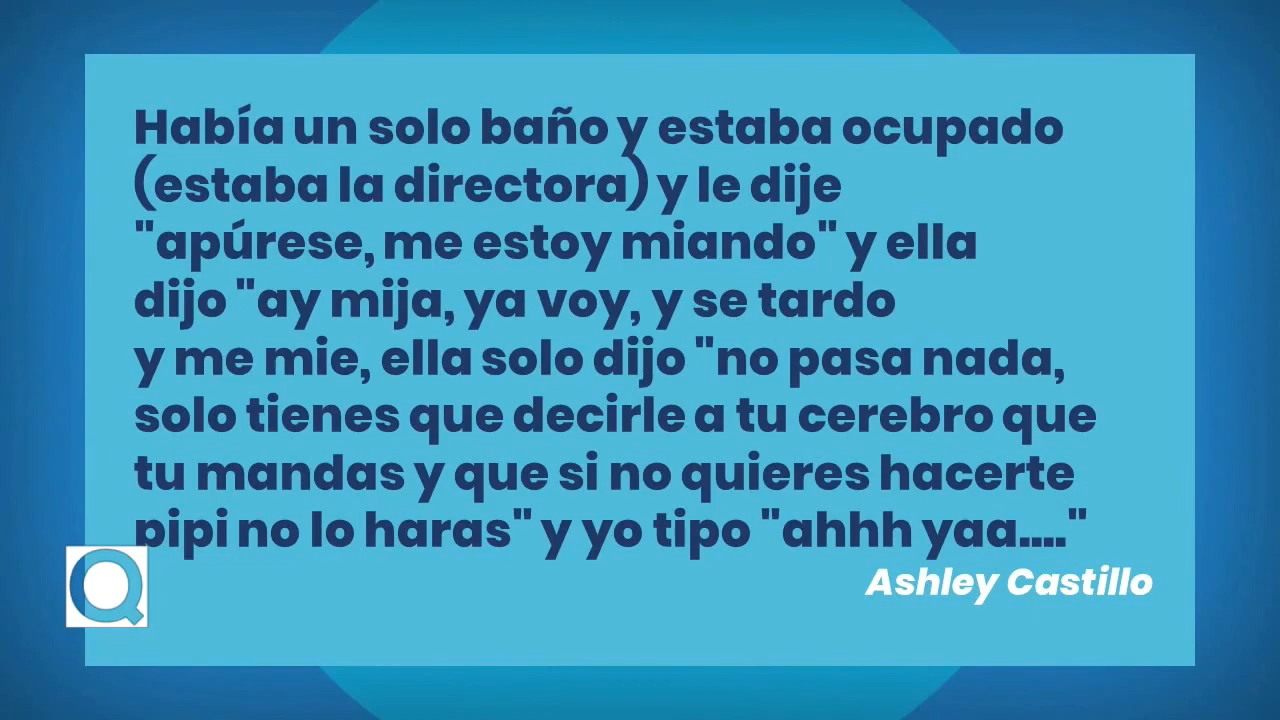 Había un solo baño y estaba ocupado
(estaba la directora) y le dije
"apúrese, me estoy miando" y ella
dijo "ay mija, ya voy, y se tardo
y me mie, ella solo dijo "no pasa nada,
solo tienes que decirle a tu cerebro que
tu mandas y que si no quieres hacerte
pipi no lo haras" y yo tipo "ahhh yaa...."
Ashley Castillo
Q